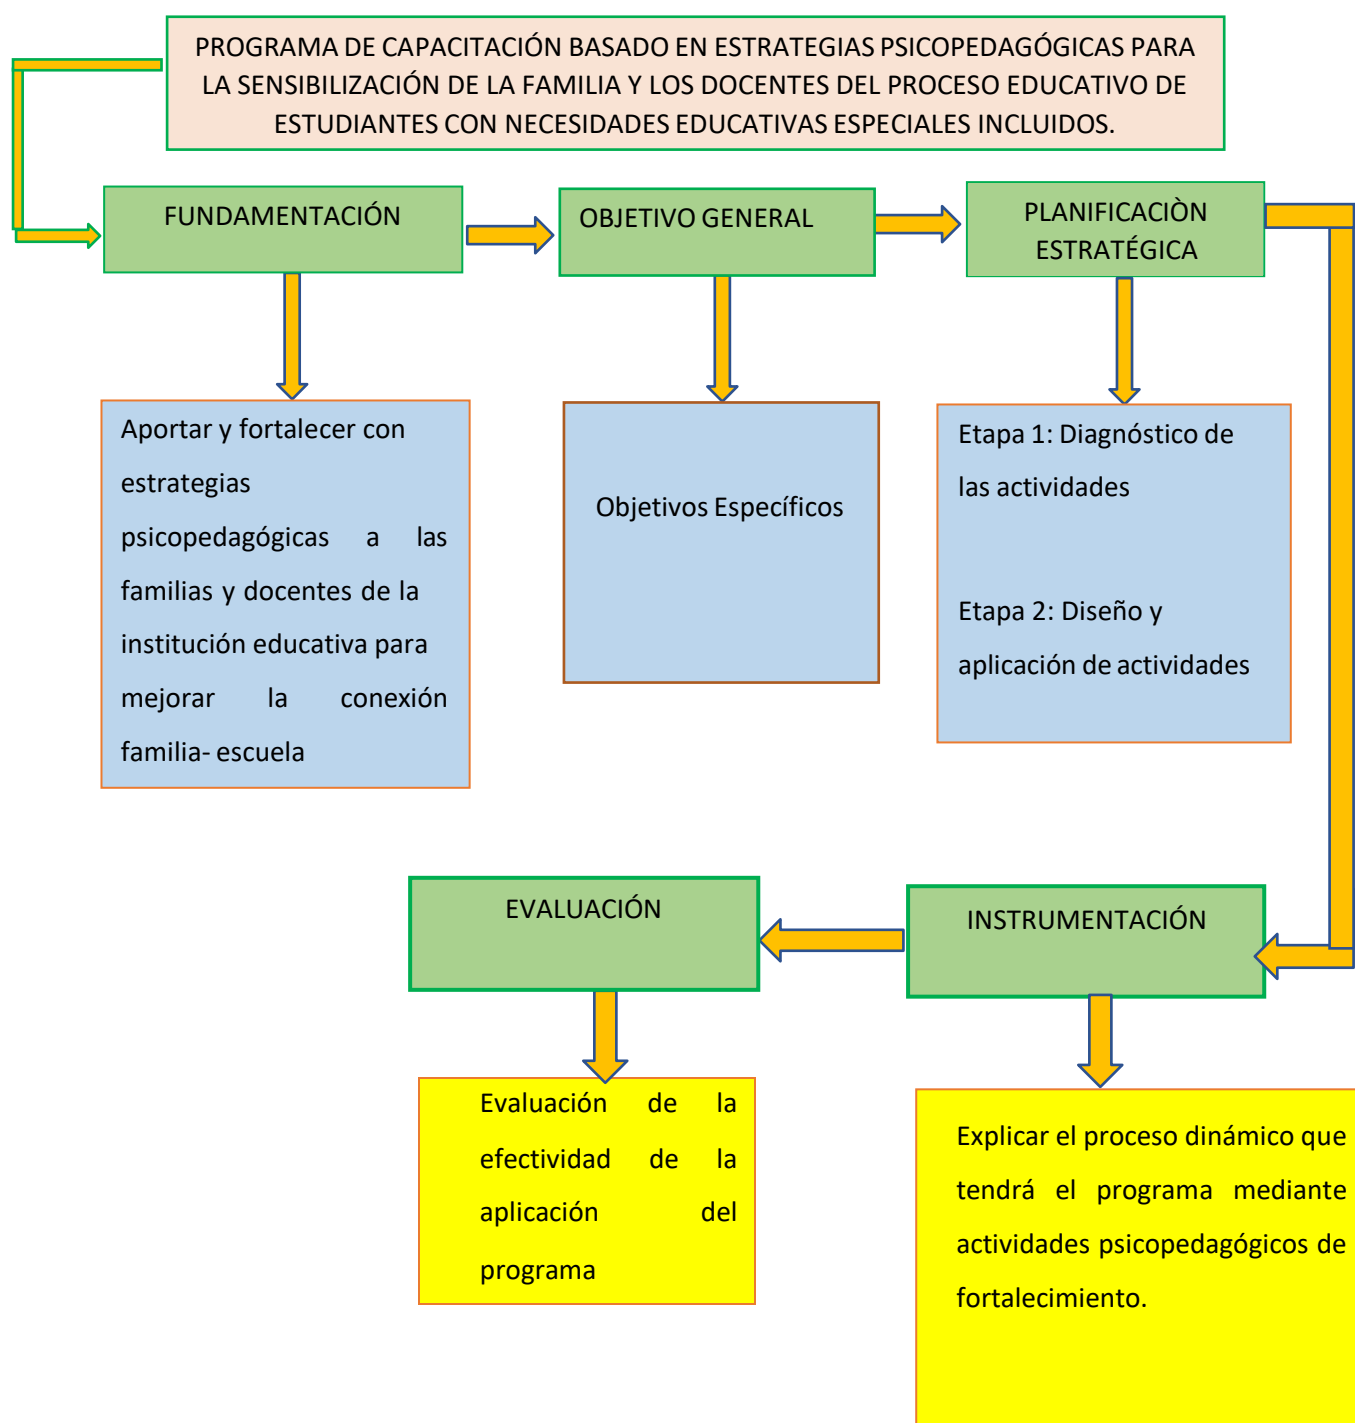 PROGRAMA DE CAPACITACIÓN BASADO EN ESTRATEGIAS PSICOPEDAGÓGICAS PARA
LA SENSIBILIZACIÓN DE LA FAMILIA Y LOS DOCENTES DEL PROCESO EDUCATIVO DE
ESTUDIANTES CON NECESIDADES EDUCATIVAS ESPECIALES INCLUIDOS.
FUNDAMENTACIÓN
OBJETIVO GENERAL
PLANIFICACIÒN
ESTRATÉGICA
Aportar y fortalecer con
estrategias
psicopedagógicas a las
familias y docentes de la
institución educativa para
mejorar la conexión
familia- escuela
Objetivos Específicos
Etapa 1: Diagnóstico de
las actividades
Etapa 2: Diseño y
aplicación de actividades
EVALUACIÓN
INSTRUMENTACIÓN
Evaluación de la
efectividad de la
aplicación del
programa
Explicar el proceso dinámico que
tendrá el programa mediante
actividades psicopedagógicos de
fortalecimiento.